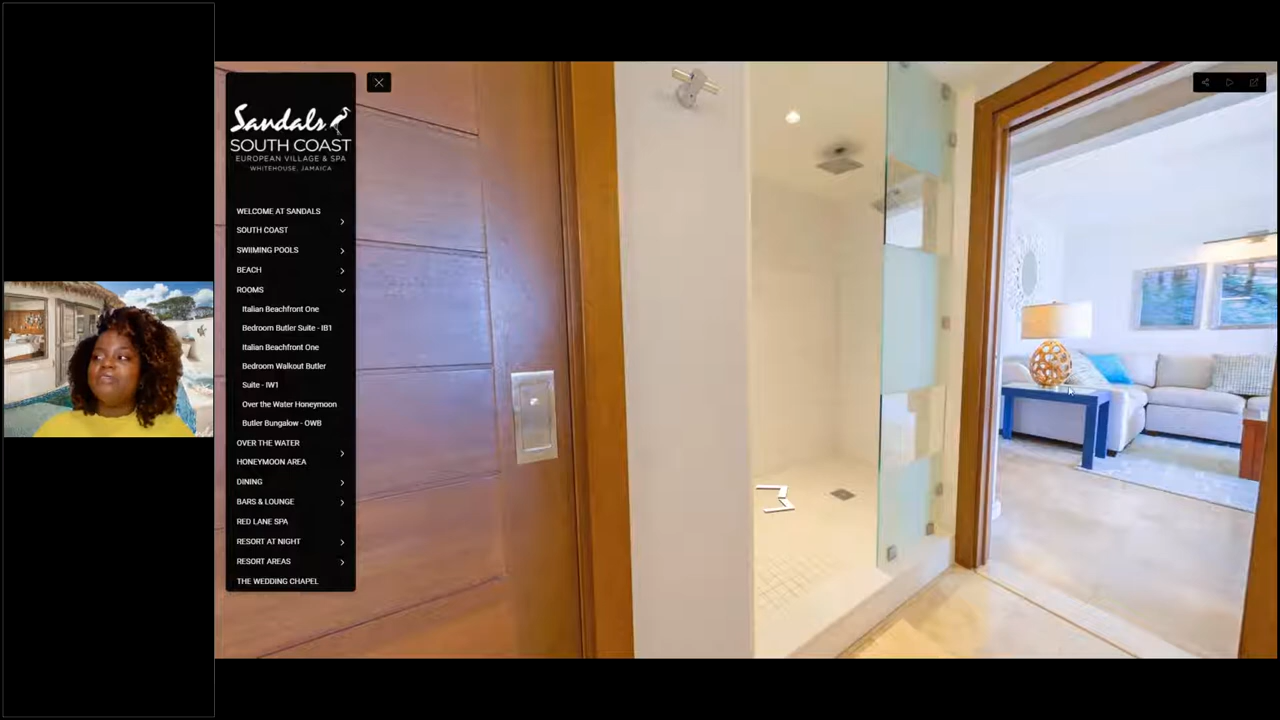 Sandals
SOUTH COAST
EUROPEAN VILLAGE & SPA
WHITEHOUSE, JAMAICA
WELCOME AT SANDALS
SOUTH COAST
SWIIMING POOLS
BEACH
ROOMS
Italian Beachfront One
Bedroom Butler Suite - IB1
Italian Beachfront One
Bedroom Walkout Butler
Suite - IW1
Over the Water Honeymoon
Butler Bungalow - OWB
OVER THE WATER
HONEYMOON AREA
DINING
BARS & LOUNGE
RED LANE SPA
RESORT AT NIGHT
RESORT AREAS
THE WEDDING CHAPEL